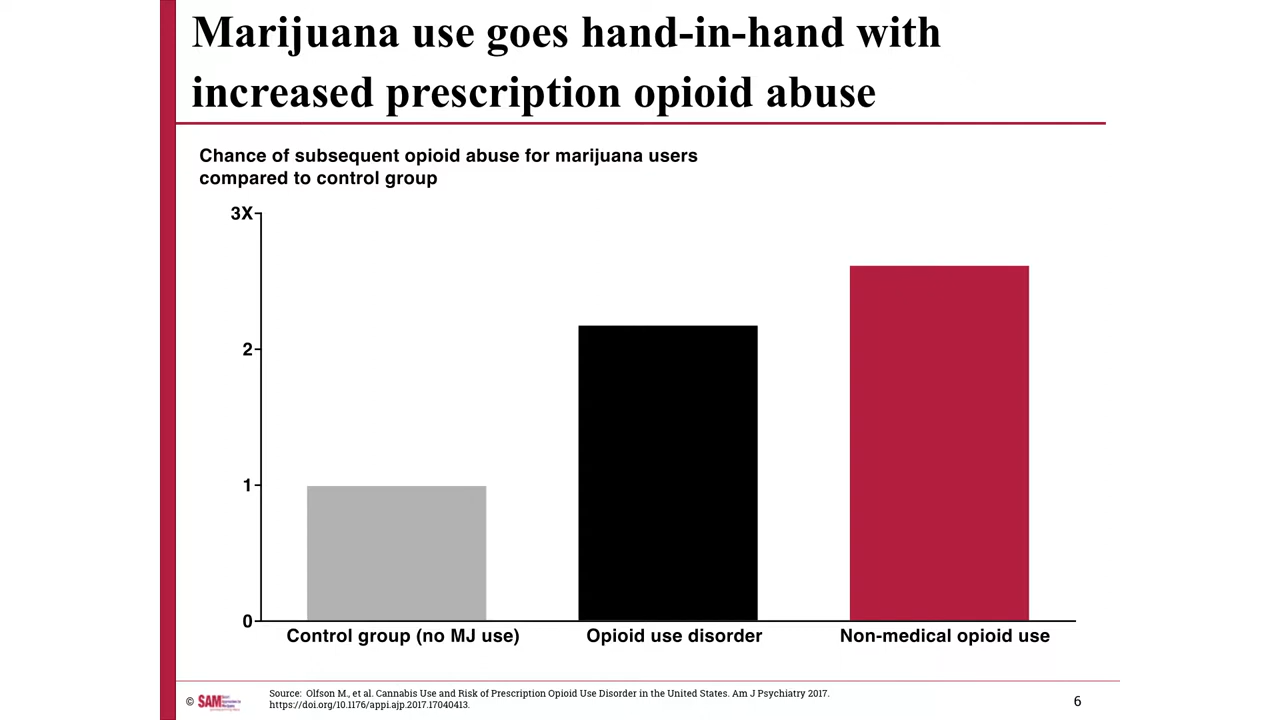 Marijuana use goes hand-in-hand with
increased prescription opioid abuse
Chance of subsequent opioid abuse for marijuana users
compared to control group
3X
2
1
0
Control group (no MJ use)
Opioid use disorder
Non-medical opioid use
© SAM
Source: Olfson M., et al. Cannabis Use and Risk of Prescription Opioid Use Disorder in the United States. Am J Psychiatry 2017.
https://doi.org/10.1176/appi.ajp.2017.17040413.
6